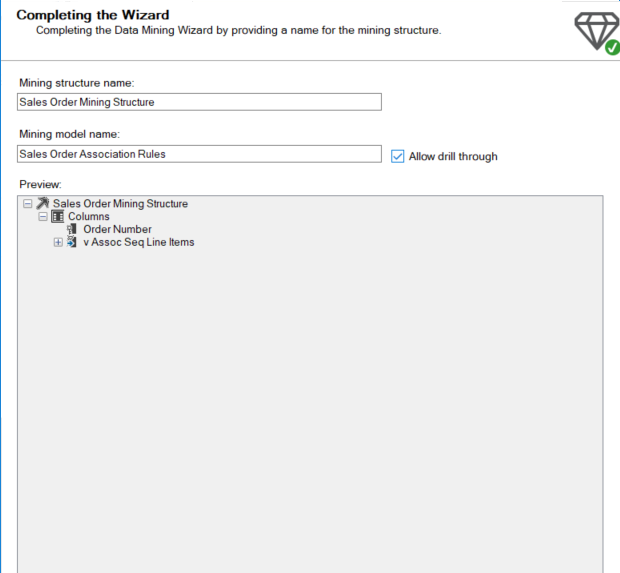 Completing the Wizard
Completing the Data Mining Wizard by providing a name for the mining structure.
Mining structure name:
Sales Order Mining Structure
Mining model name:
Sales Order Association Rules
Allow drill through
Preview:
Sales Order Mining Structure
Columns
Order Number
v Assoc Seq Line Items